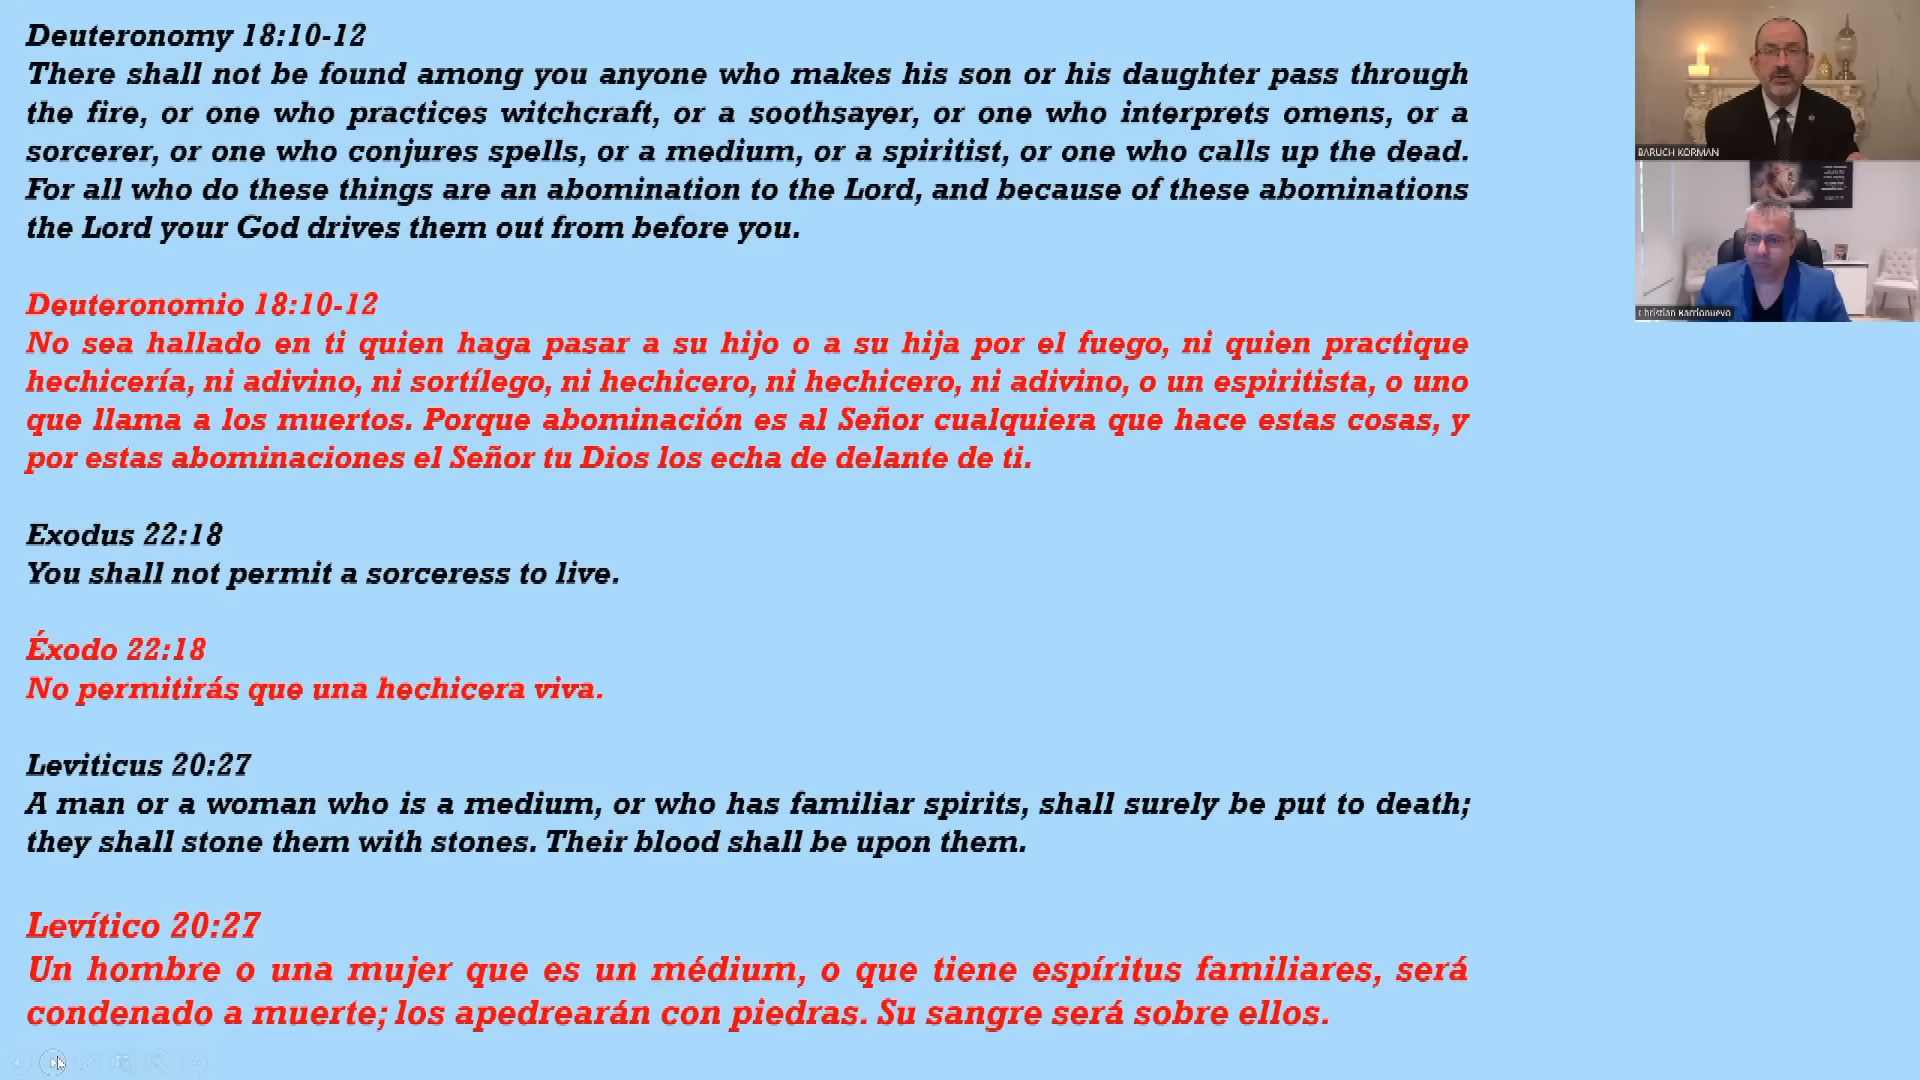 Deuteronomy 18:10-12
There shall not be found among you anyone who makes his son or his daughter pass through
the fire, or one who practices witchcraft, or a soothsayer, or one who interprets omens, or a
sorcerer, or one who conjures spells, or a medium, or a spiritist, or one who calls up the dead.
For all who do these things are an abomination to the Lord, and because of these abominations
the Lord your God drives them out from before you.
Deuteronomio 18:10-12
No sea hallado en ti quien haga pasar a su hijo o a su hija por el fuego, ni quien practique
hechicería, ni adivino, ni sortílego, ni hechicero, ni hechicero, ni adivino, o un espiritista, o uno
que llama a los muertos. Porque abominación es al Señor cualquiera que hace estas cosas, y
por estas abominaciones el Señor tu Dios los echa de delante de ti.
Exodus 22:18
You shall not permit a sorceress to live.
Éxodo 22:18
No permitirás que una hechicera viva.
Leviticus 20:27
A man or a woman who is a medium, or who has familiar spirits, shall surely be put to death;
they shall stone them with stones. Their blood shall be upon them.
Levítico 20:27
Un hombre o una mujer que es un médium, o que tiene espíritus familiares, será
condenado a muerte; los apedrearán con piedras. Su sangre será sobre ellos.
BARUCH KORMAN
Christian Barrionuevo